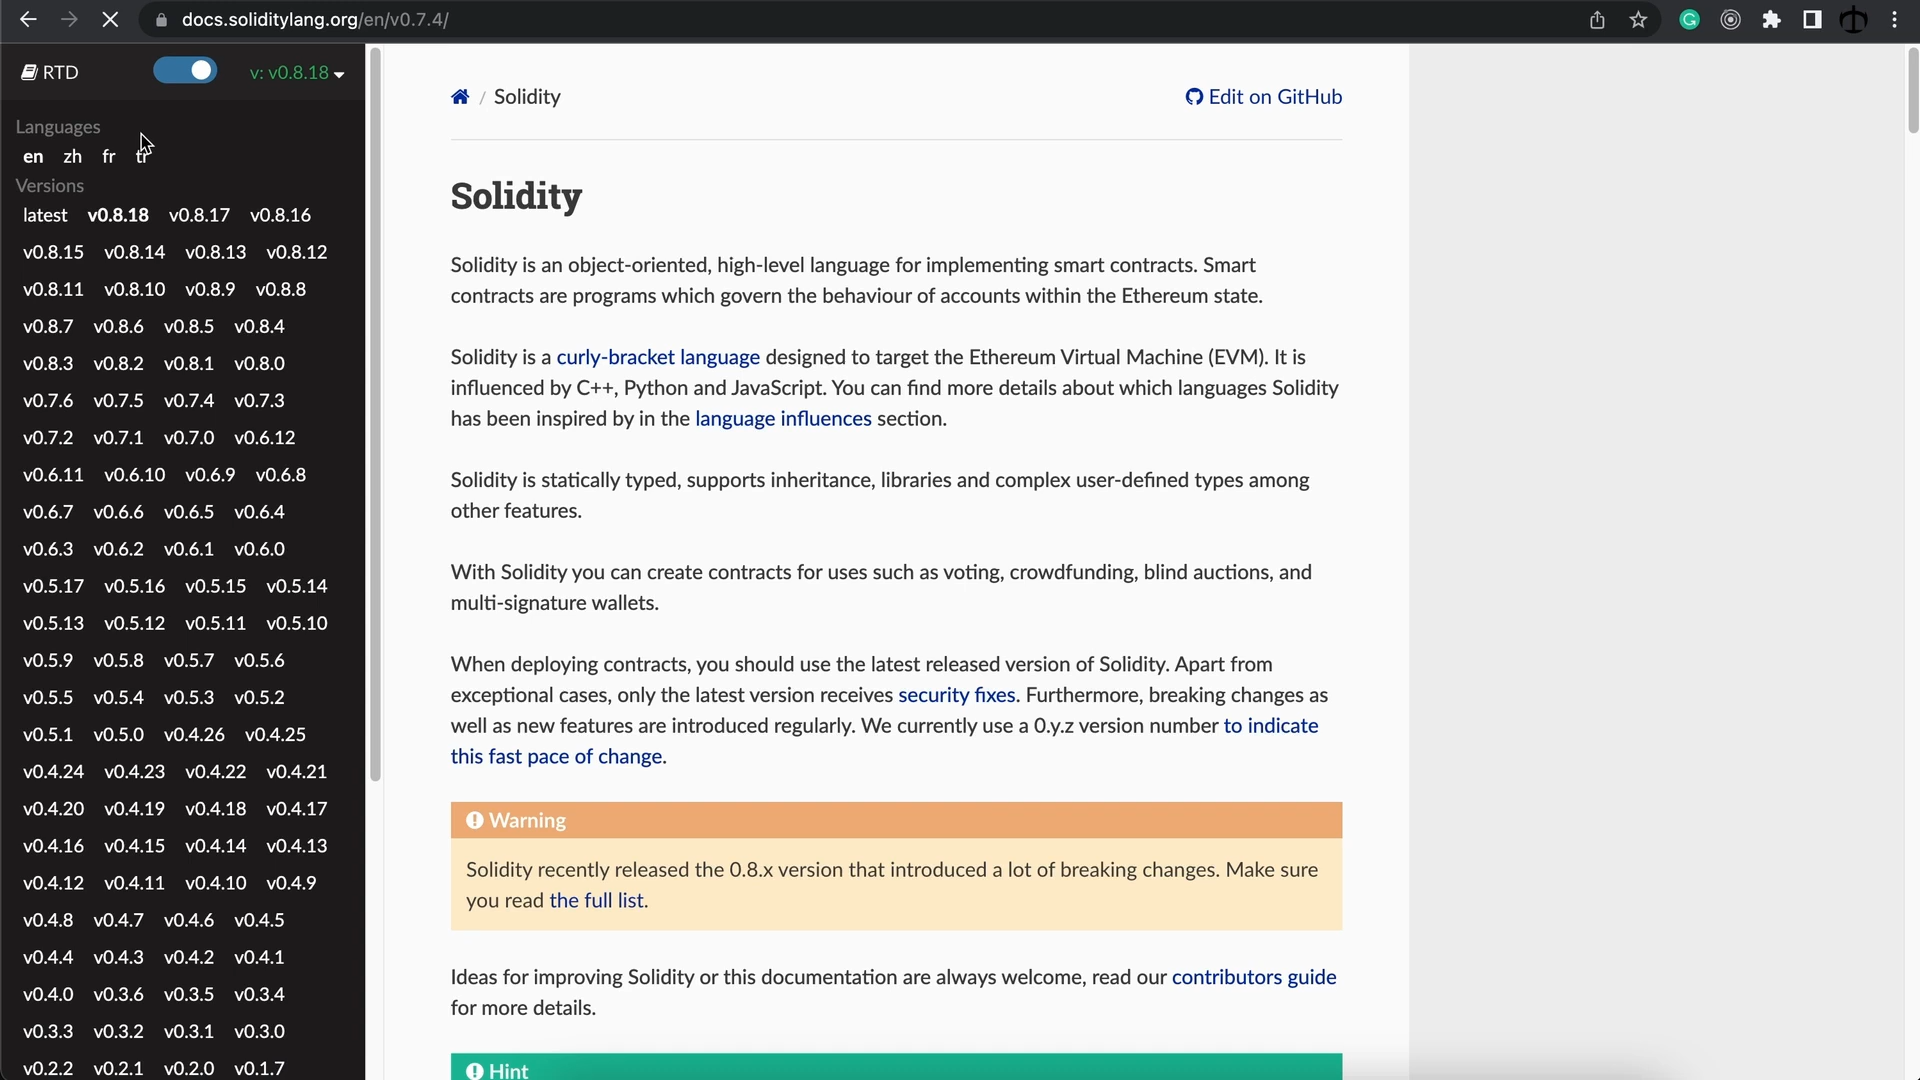 docs.soliditylang.org/en/v0.7.4/
RTD
v: v0.8.18
Languages
en zh fr tr
Versions
latest v0.8.18 v0.8.17 v0.8.16
v0.8.15 v0.8.14 v0.8.13 v0.8.12
v0.8.11 v0.8.10 v0.8.9 v0.8.8
v0.8.7 v0.8.6 v0.8.5 v0.8.4
v0.8.3 v0.8.2 v0.8.1 v0.8.0
v0.7.6 v0.7.5 v0.7.4 v0.7.3
v0.7.2 v0.7.1 v0.7.0 v0.6.12
v0.6.11 v0.6.10 v0.6.9 v0.6.8
v0.6.7 v0.6.6 v0.6.5 v0.6.4
v0.6.3 v0.6.2 v0.6.1 v0.6.0
v0.5.17 v0.5.16 v0.5.15 v0.5.14
v0.5.13 v0.5.12 v0.5.11 v0.5.10
v0.5.9 v0.5.8 v0.5.7 v0.5.6
v0.5.5 v0.5.4 v0.5.3 v0.5.2
v0.5.1 v0.5.0 v0.4.26 v0.4.25
v0.4.24 v0.4.23 v0.4.22 v0.4.21
v0.4.20 v0.4.19 v0.4.18 v0.4.17
v0.4.16 v0.4.15 v0.4.14 v0.4.13
v0.4.12 v0.4.11 v0.4.10 v0.4.9
v0.4.8 v0.4.7 v0.4.6 v0.4.5
v0.4.4 v0.4.3 v0.4.2 v0.4.1
v0.4.0 v0.3.6 v0.3.5 v0.3.4
v0.3.3 v0.3.2 v0.3.1 v0.3.0
v0.2.2 v0.2.1 v0.2.0 v0.1.7
/ Solidity
Edit on GitHub
Solidity
Solidity is an object-oriented, high-level language for implementing smart contracts. Smart
contracts are programs which govern the behaviour of accounts within the Ethereum state.
Solidity is a curly-bracket language designed to target the Ethereum Virtual Machine (EVM). It is
influenced by C++, Python and JavaScript. You can find more details about which languages Solidity
has been inspired by in the language influences section.
Solidity is statically typed, supports inheritance, libraries and complex user-defined types among
other features.
With Solidity you can create contracts for uses such as voting, crowdfunding, blind auctions, and
multi-signature wallets.
When deploying contracts, you should use the latest released version of Solidity. Apart from
exceptional cases, only the latest version receives security fixes. Furthermore, breaking changes as
well as new features are introduced regularly. We currently use a 0.y.z version number to indicate
this fast pace of change.
Warning
Solidity recently released the 0.8.x version that introduced a lot of breaking changes. Make sure
you read the full list.
Ideas for improving Solidity or this documentation are always welcome, read our contributors guide
for more details.
Hint